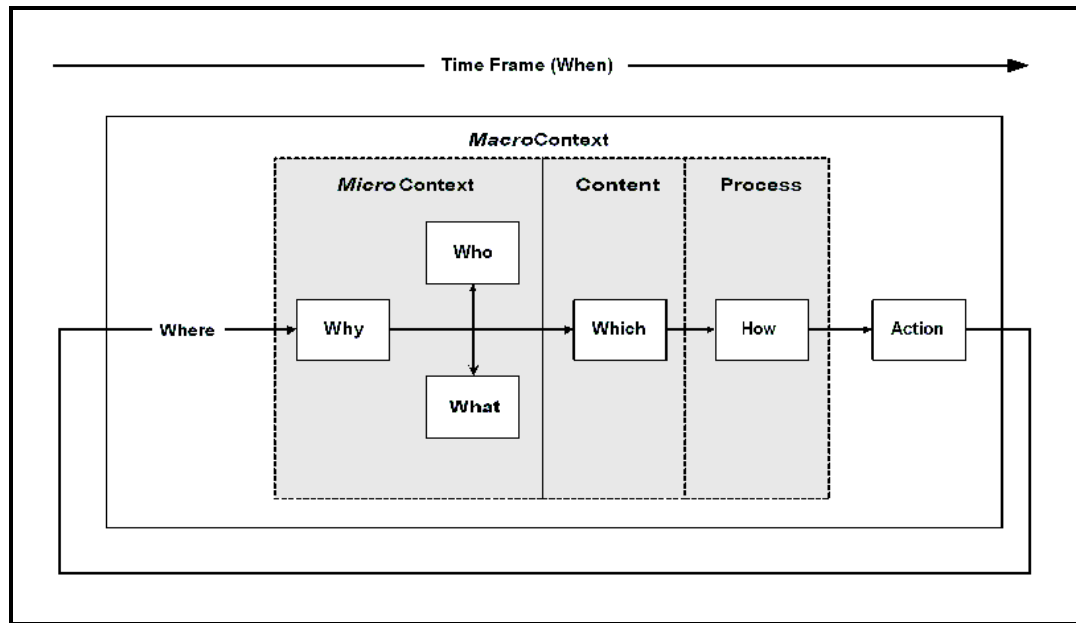 Time Frame (When)
MacroContext
MicroContext
Content
Process
Who
Where
Why
Which
How
Action
What